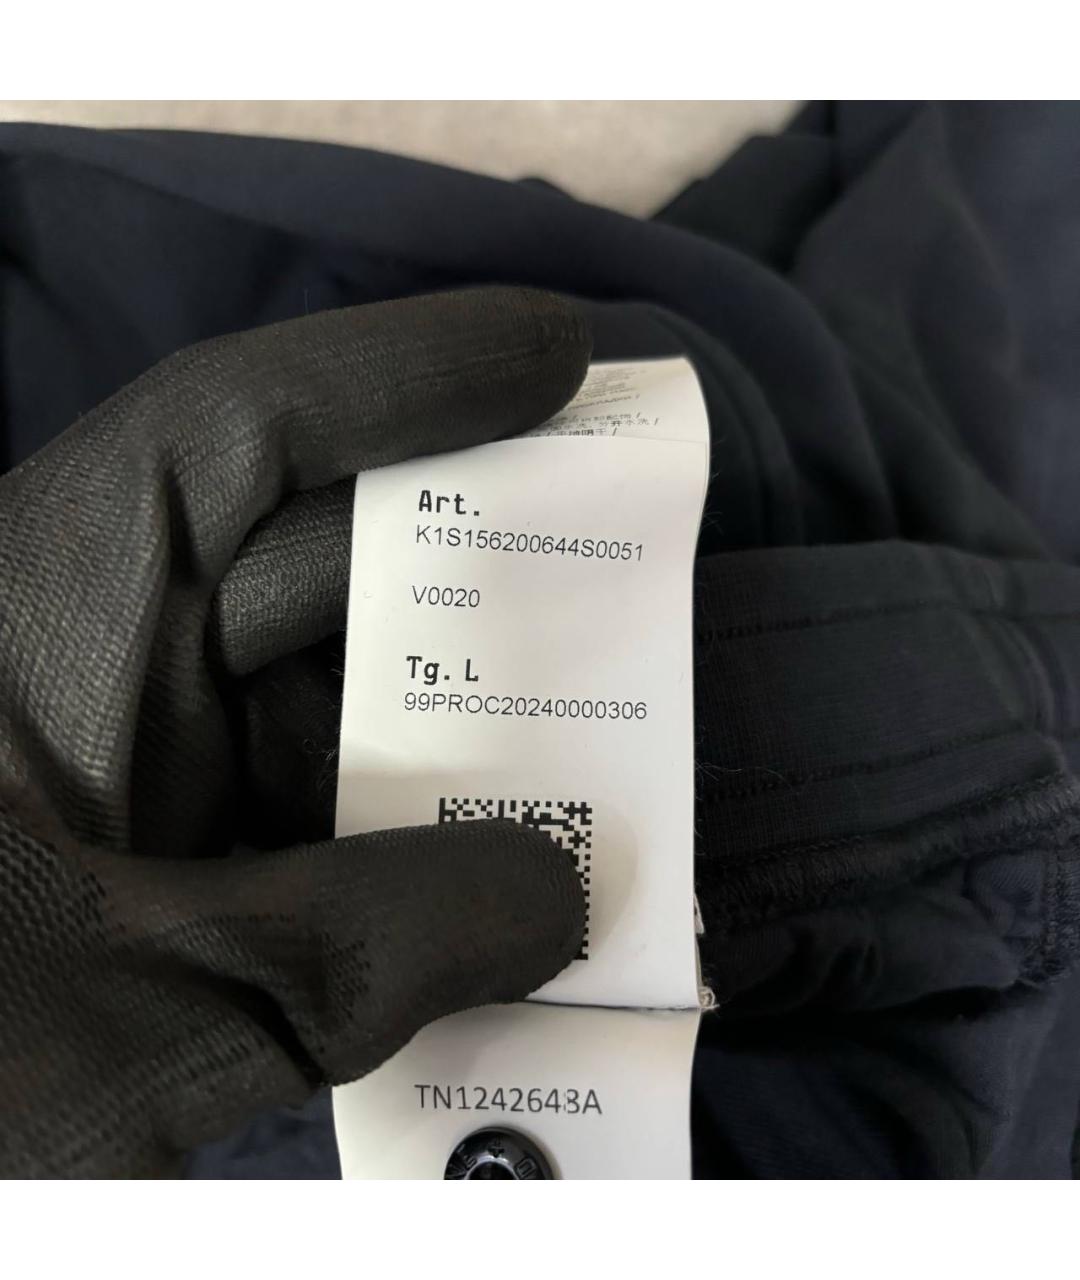 Art.
K1S156200644S0051
V0020
Tg. L
99PROC20240000306
TN1242648A